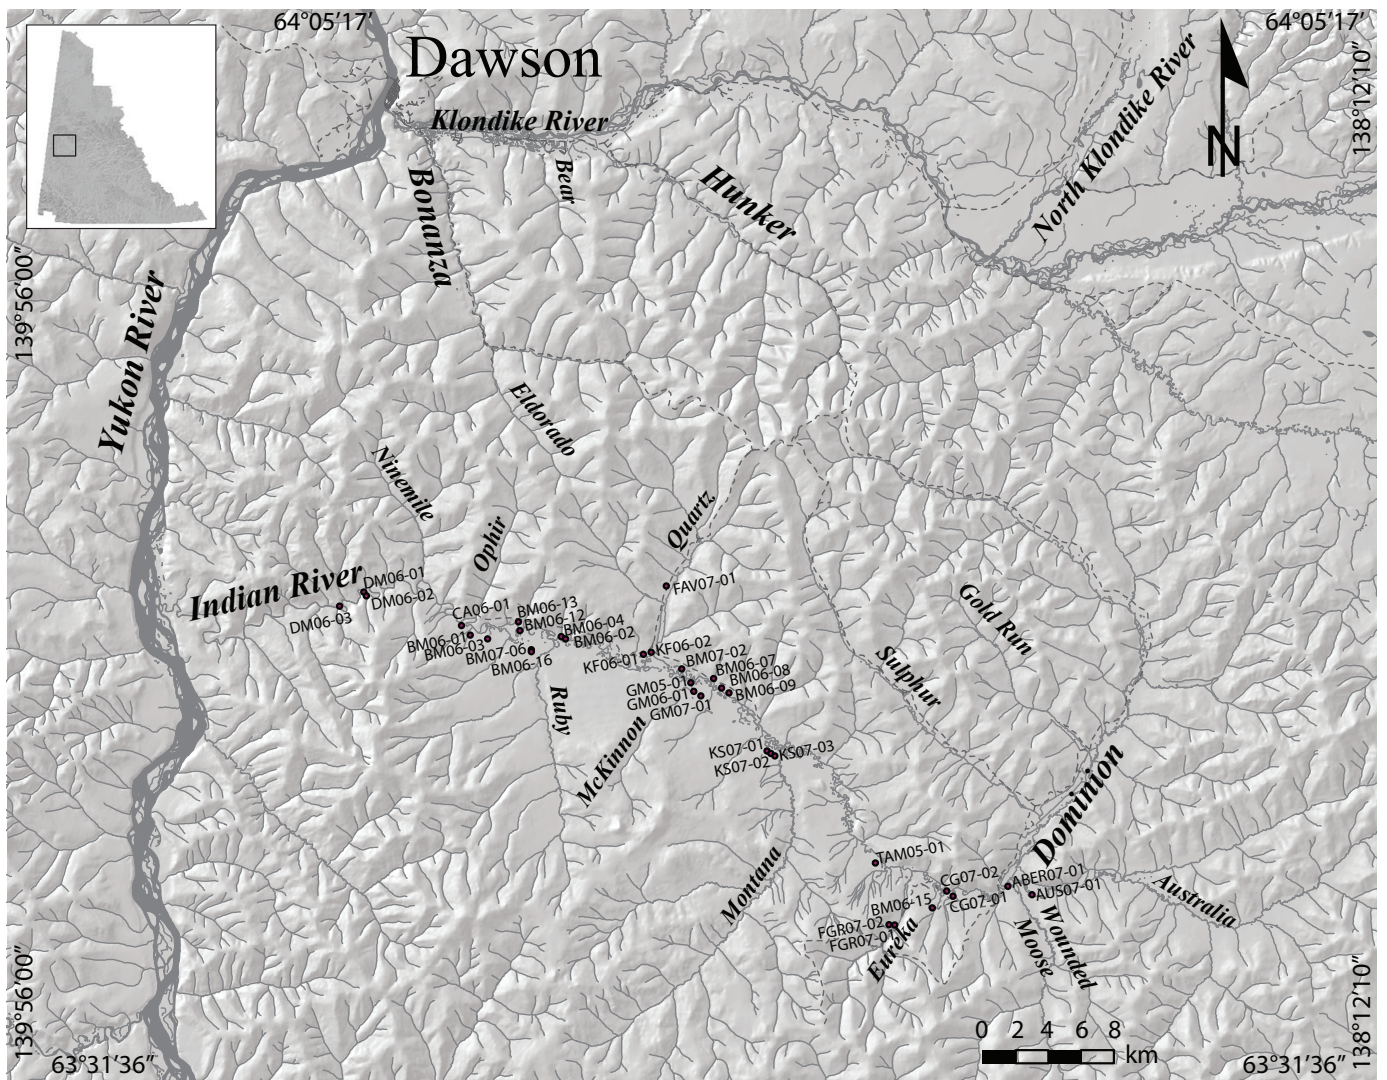 64°05’17’
64°05’17’
Dawson
138°12’10”
Klondike River
North Klondike River
N
Bear
Bonanza
Hunker
139°56’00”
Yukon River
Eldorado
Ninemile
Quartz
Ophir
Indian River
DM06-01
DM06-02
DM06-03
FAV07-01
Gold Run
CA06-01
BM06-13
BM06-12
BM06-04
BM06-02
BM06-01
BM06-03
BM07-06
BM06-16
KF06-02
KF06-01
BM07-02
BM06-07
BM06-08
BM06-09
GM05-01
GM06-01
GM07-01
Sulphur
Ruby
McKinnon
KS07-01
KS07-03
KS07-02
Dominion
Montana
TAM05-01
CG07-02
ABER07-01
AUS07-01
CG07-01
BM06-15
FGR07-02
FGR07-01
Eureka
Australia
Wounded
Moose
139°56’00”
138°12’10”
0 2 4 6 8
km
63°31’36”
63°31’36”